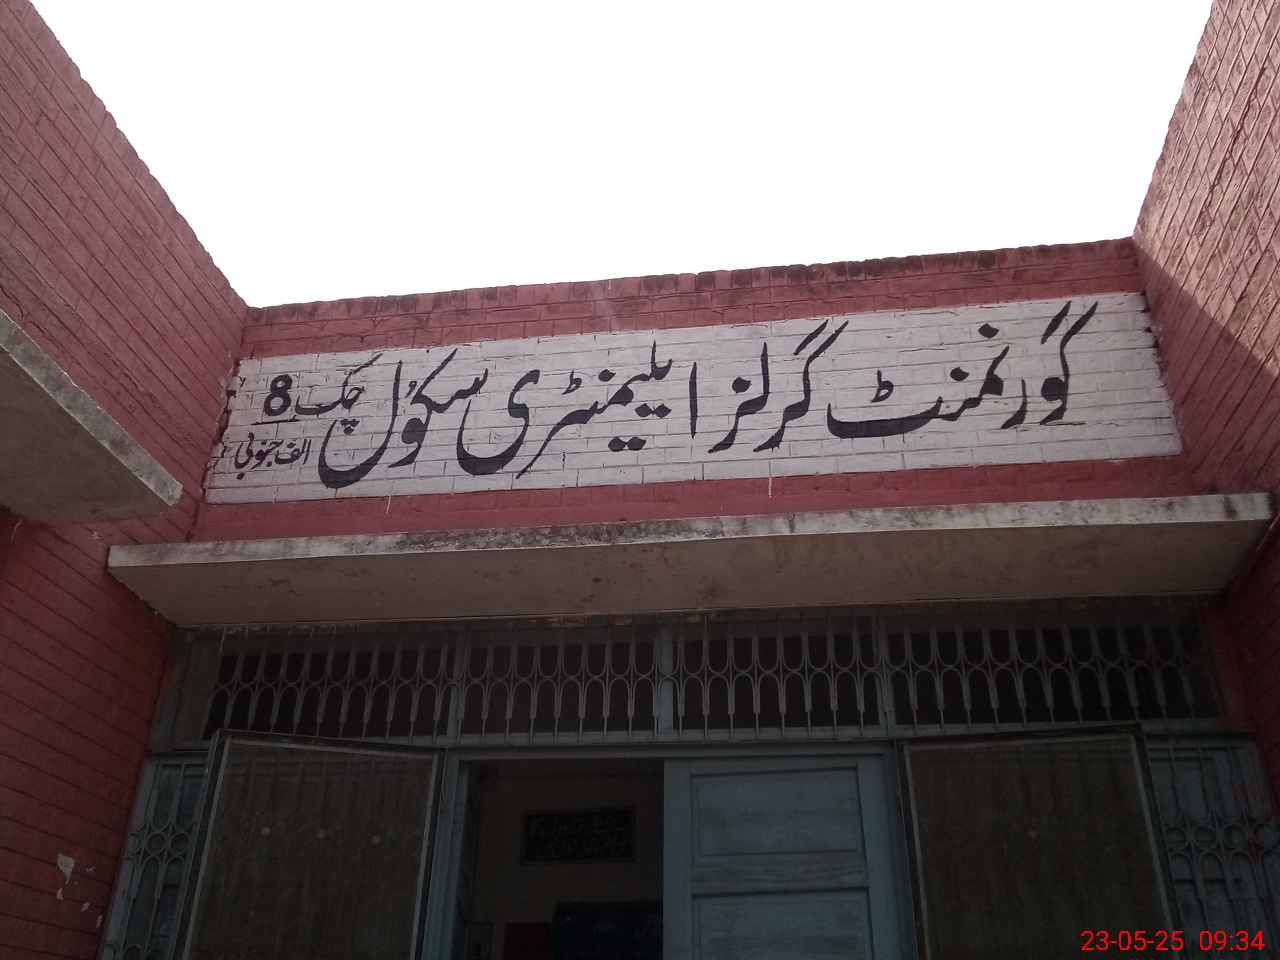 گورنمنٹ گرلز ایلیمنٹری سکول چک 8
الف جنوبی
23-05-25 09:34